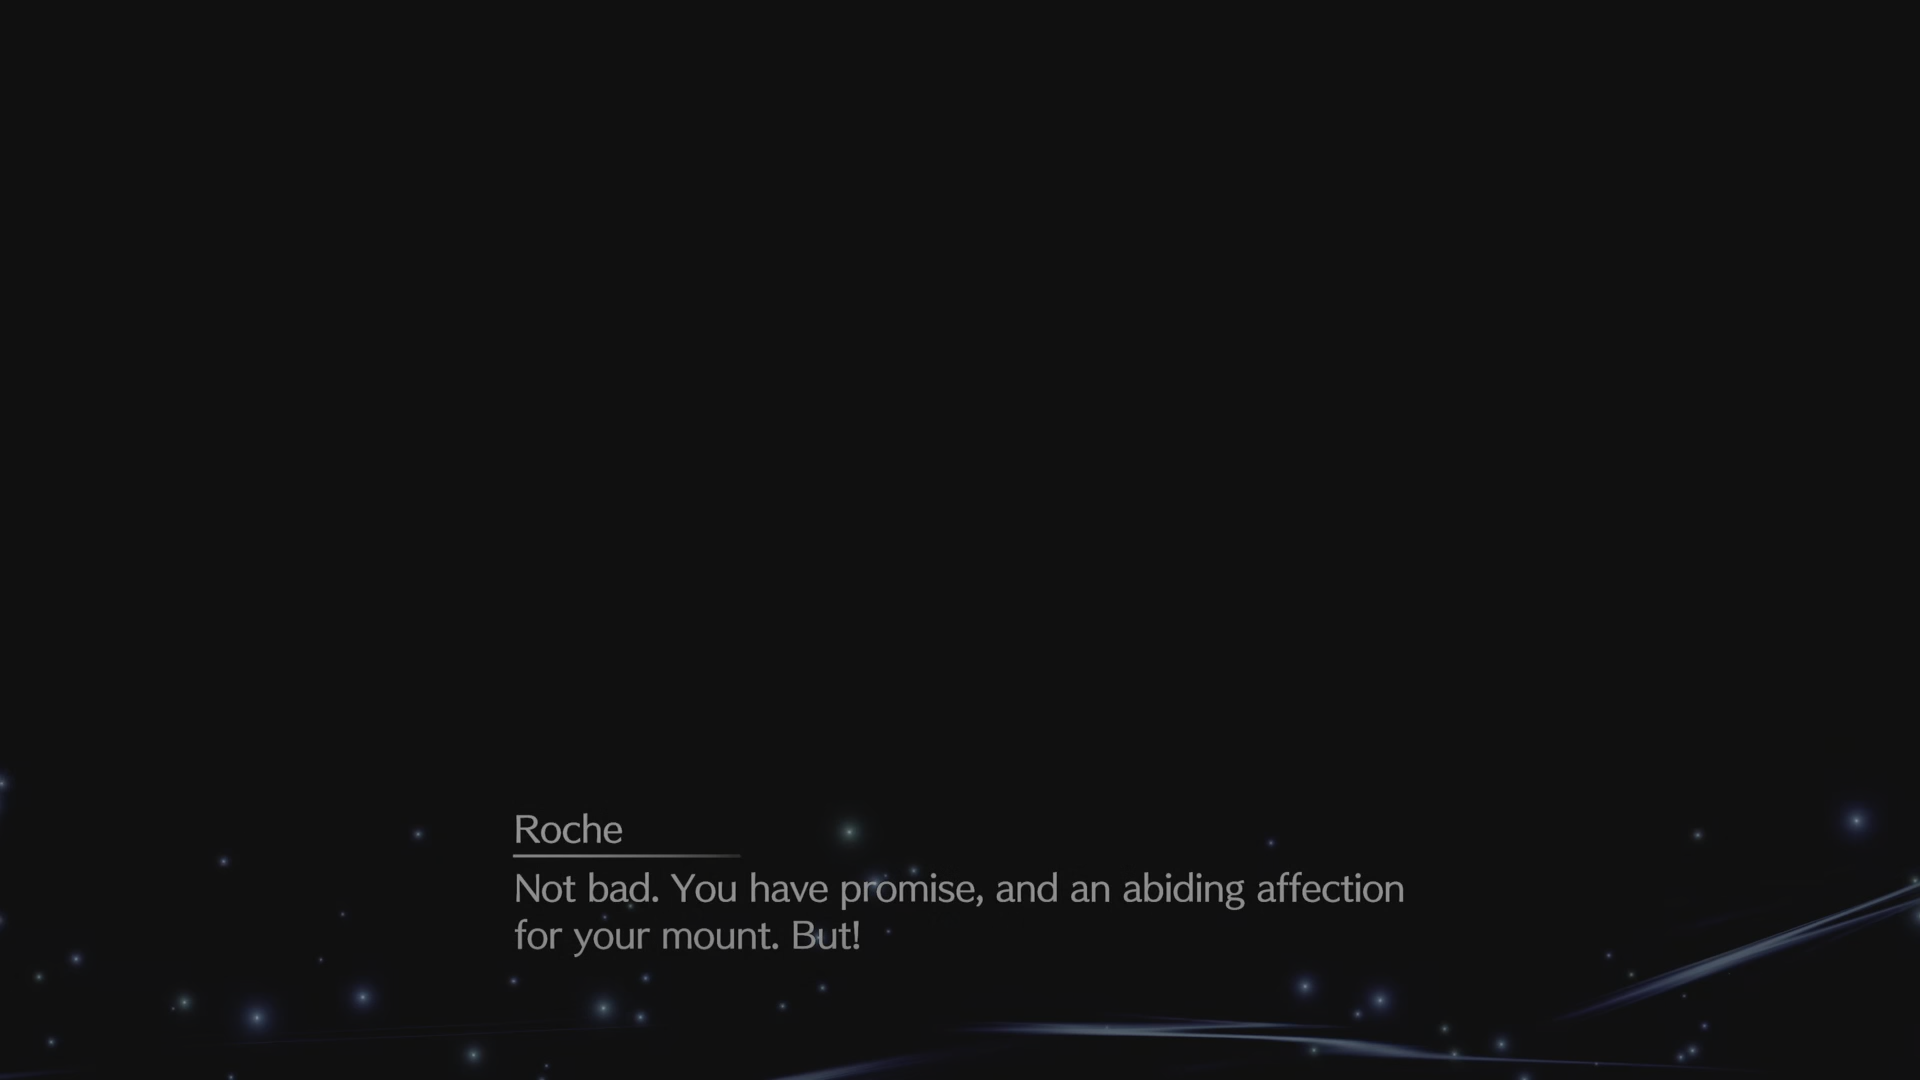 Roche
Not bad. You have promise, and an abiding affection
for your mount. But!